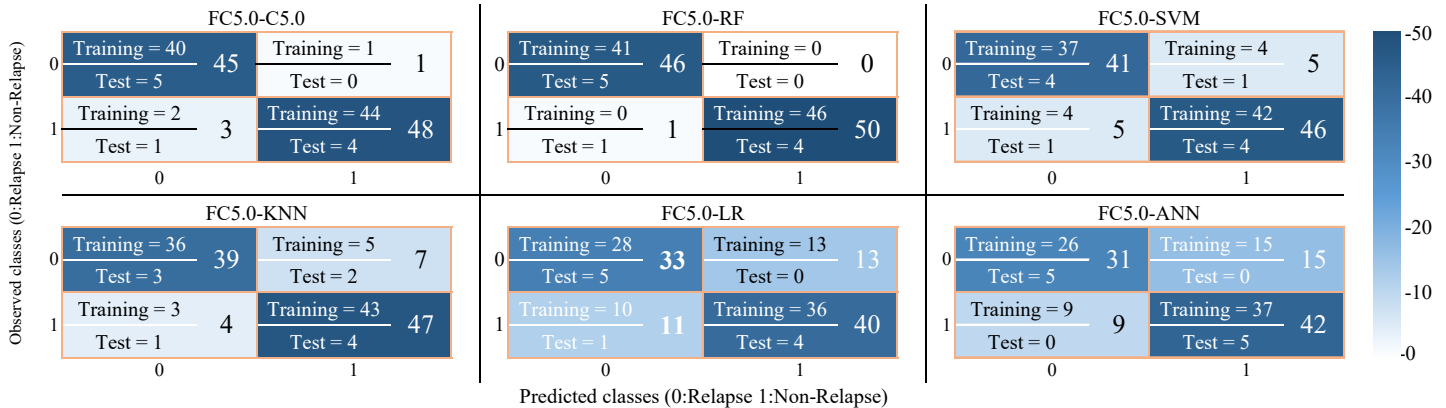 Observed classes (0:Relapse 1:Non-Relapse)
FC5.0-C5.0
0
Training = 40
Test = 5
45
Training = 1
Test = 0
1
1
Training = 2
Test = 1
3
Training = 44
Test = 4
48
0
1
FC5.0-RF
0
Training = 41
Test = 5
46
Training = 0
Test = 0
0
1
Training = 0
Test = 1
1
Training = 46
Test = 4
50
0
1
FC5.0-SVM
0
Training = 37
Test = 4
41
Training = 4
Test = 1
5
1
Training = 4
Test = 1
5
Training = 42
Test = 4
46
0
1
FC5.0-KNN
0
Training = 36
Test = 3
39
Training = 5
Test = 2
7
1
Training = 3
Test = 1
4
Training = 43
Test = 4
47
0
1
FC5.0-LR
0
Training = 28
Test = 5
33
Training = 13
Test = 0
13
1
Training = 10
Test = 1
11
Training = 36
Test = 4
40
0
1
FC5.0-ANN
0
Training = 26
Test = 5
31
Training = 15
Test = 0
15
1
Training = 9
Test = 0
9
Training = 37
Test = 5
42
0
1
-50
-40
-30
-20
-10
-0
Predicted classes (0:Relapse 1:Non-Relapse)